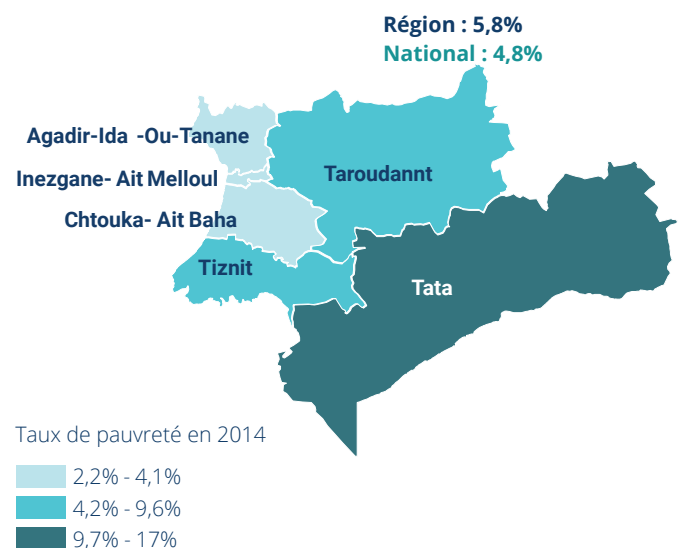 Région : 5,8%
National : 4,8%
Agadir-Ida -Ou-Tanane
Taroudannt
Inezgane- Ait Melloul
Chtouka- Ait Baha
Tiznit
Tata
Taux de pauvreté en 2014
2,2% - 4,1%
4,2% - 9,6%
9,7% - 17%